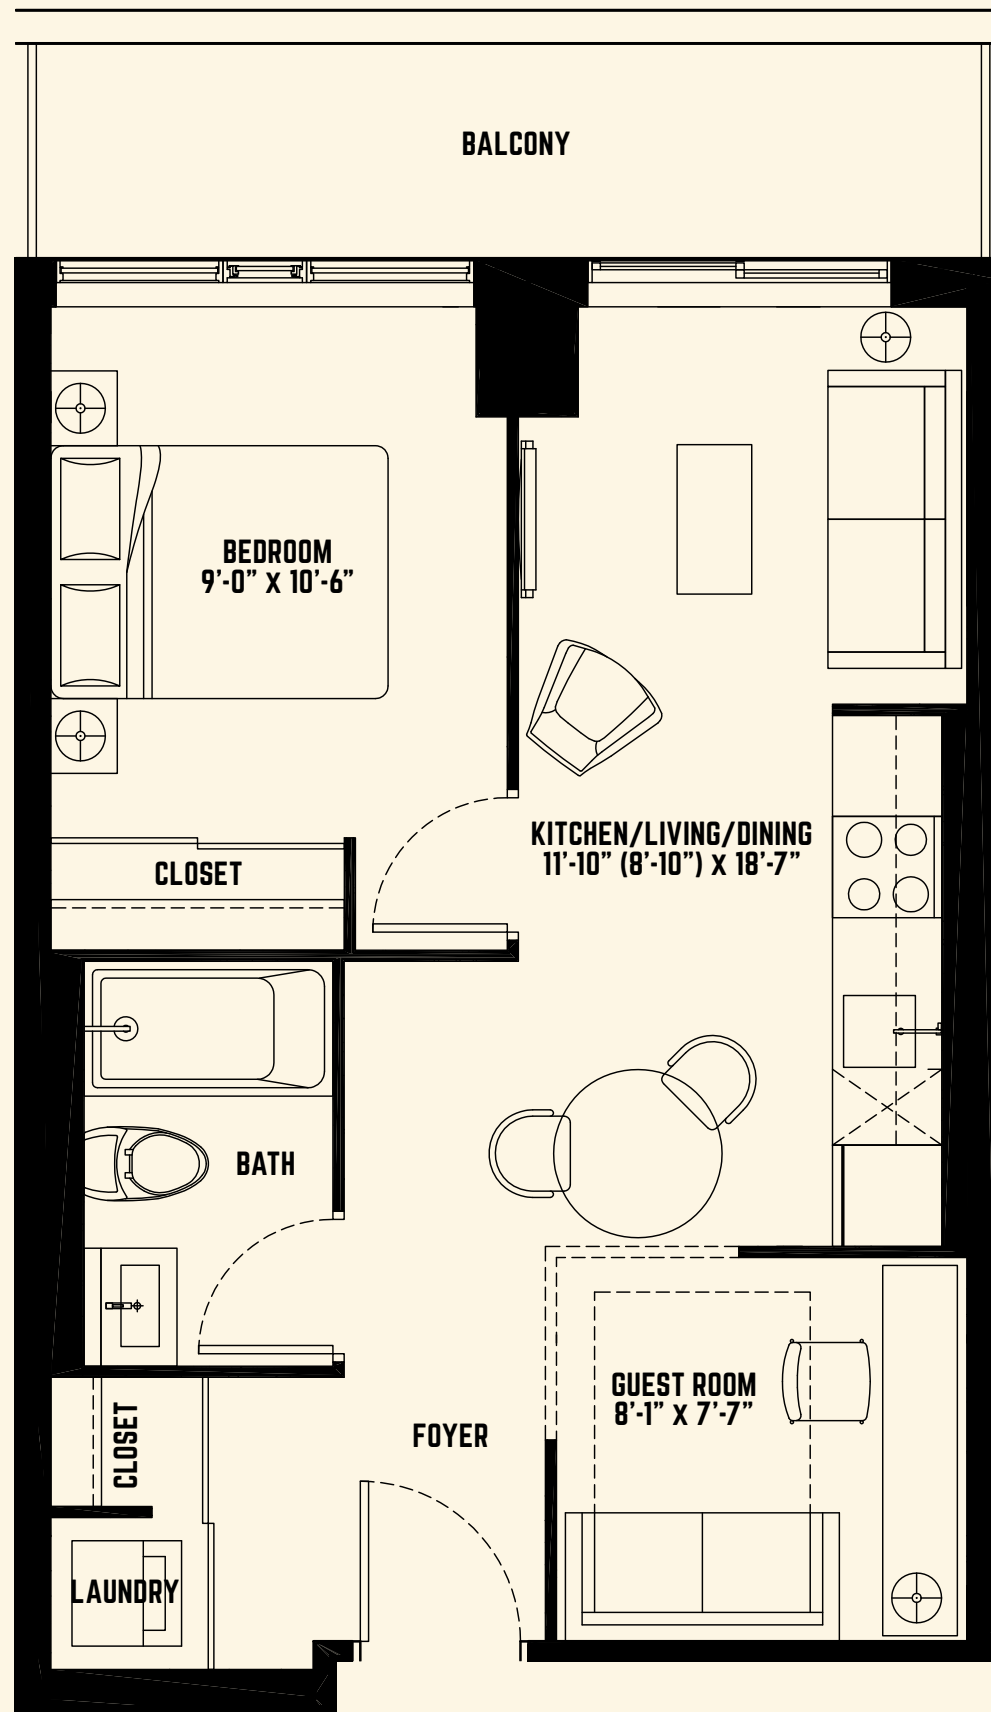 BALCONY
BEDROOM
9’-0” X 10’-6”
KITCHEN/LIVING/DINING
11’-10” (8’-10”) X 18’-7”
CLOSET
BATH
GUEST ROOM
8’-1” X 7’-7”
FOYER
CLOSET
LAUNDRY